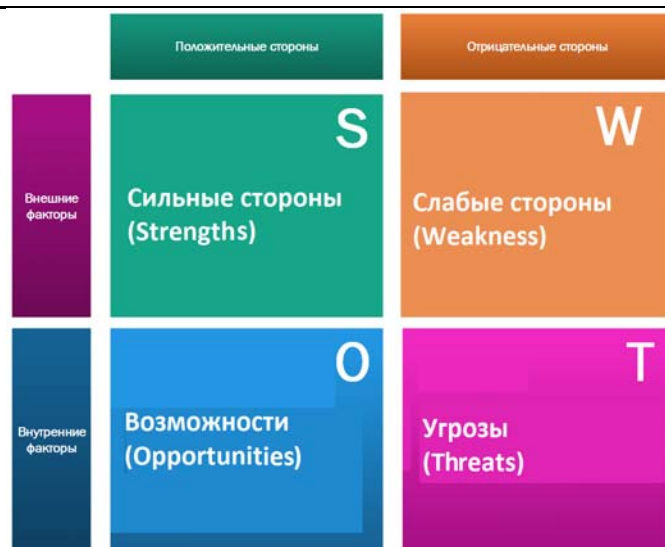 Положительные стороны
Отрицательные стороны
Внешние
факторы
S
Сильные стороны
(Strengths)
W
Слабые стороны
(Weakness)
Внутренние
факторы
O
Возможности
(Opportunities)
T
Угрозы
(Threats)